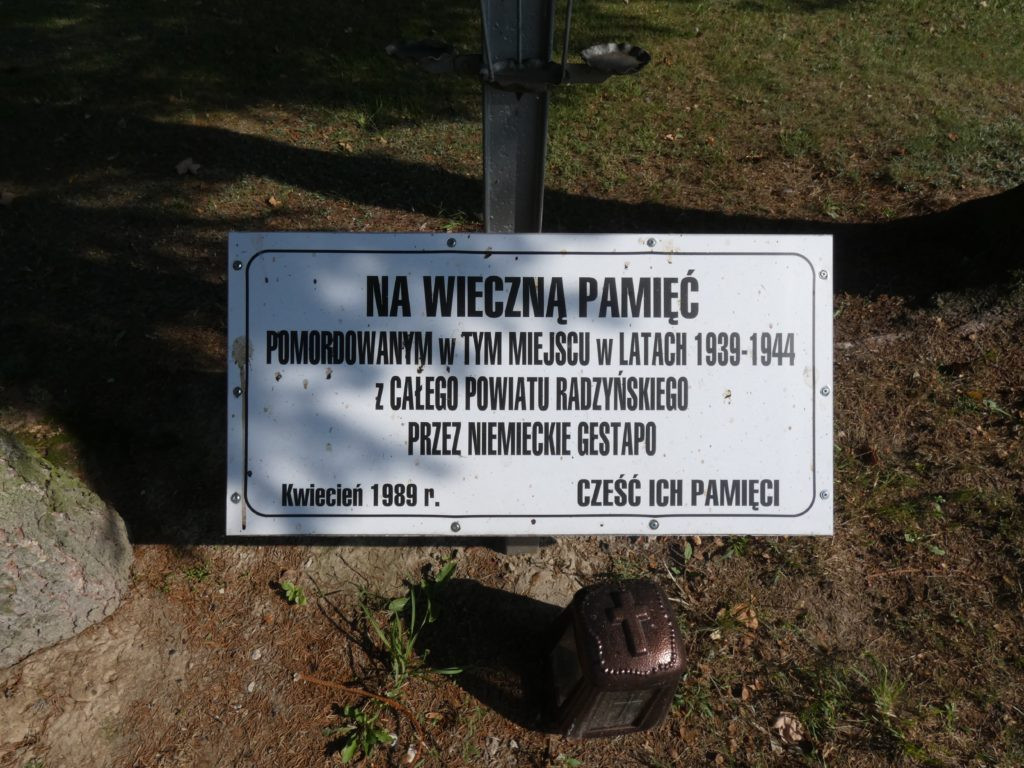 NA WIECZNĄ PAMIĘĆ
POMORDOWANYM w TYM MIEJSCU w LATACH 1939-1944
z CAŁEGO POWIATU RADZYŃSKIEGO
PRZEZ NIEMIECKIE GESTAPO
Kwiecień 1989 r. CZEŚĆ ICH PAMIĘCI